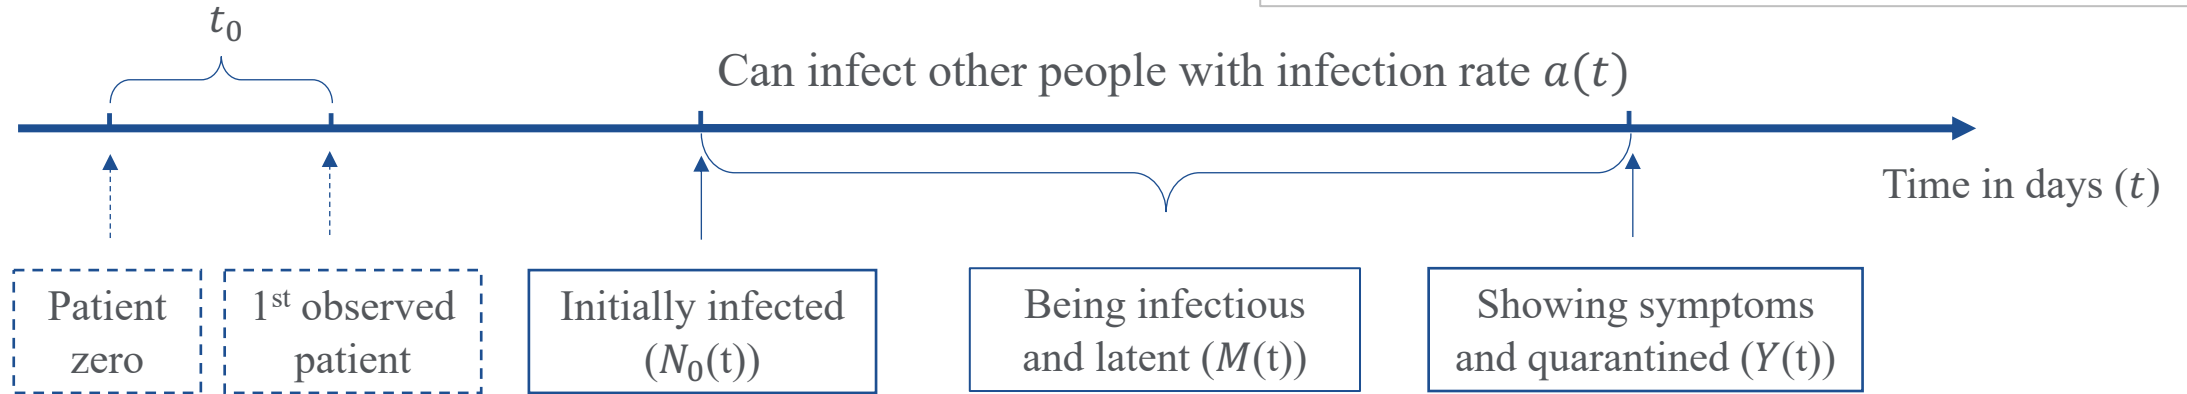 t₀
Can infect other people with infection rate a(t)
Time in days (t)
Patient
zero
1st observed
patient
Initially infected
(N₀(t))
Being infectious
and latent (M(t))
Showing symptoms
and quarantined (Y(t))